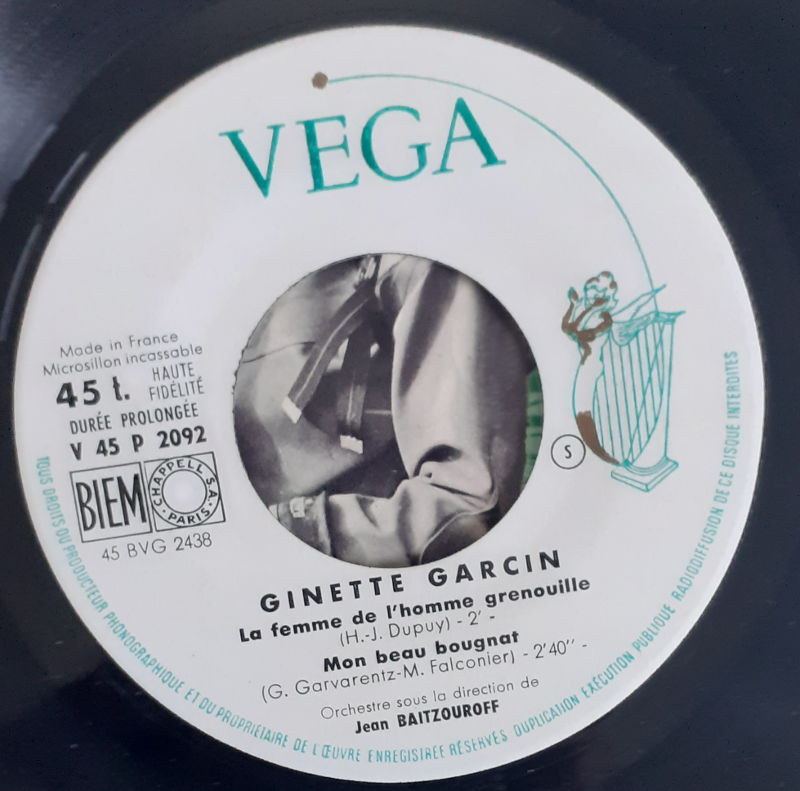 VEGA
Made in France
Microsillon incassable
45 t. HAUTE FIDÉLITÉ
DURÉE PROLONGÉE
V 45 P 2092
BIEM
CHAPPELL S.A. PARIS
45 BVG 2438
S
GINETTE GARCIN
La femme de l'homme grenouille
(H.-J. Dupuy) - 2' -
Mon beau bougnat
(G. Garvarentz-M. Falconier) - 2'40'' -
Orchestre sous la direction de
Jean BAITZOUROFF
TOUS DROITS DU PRODUCTEUR PHONOGRAPHIQUE ET DU PROPRIÉTAIRE DE L'ŒUVRE ENREGISTRÉE RÉSERVÉS DUPLICATION EXÉCUTION PUBLIQUE RADIODIFFUSION DE CE DISQUE INTERDITES